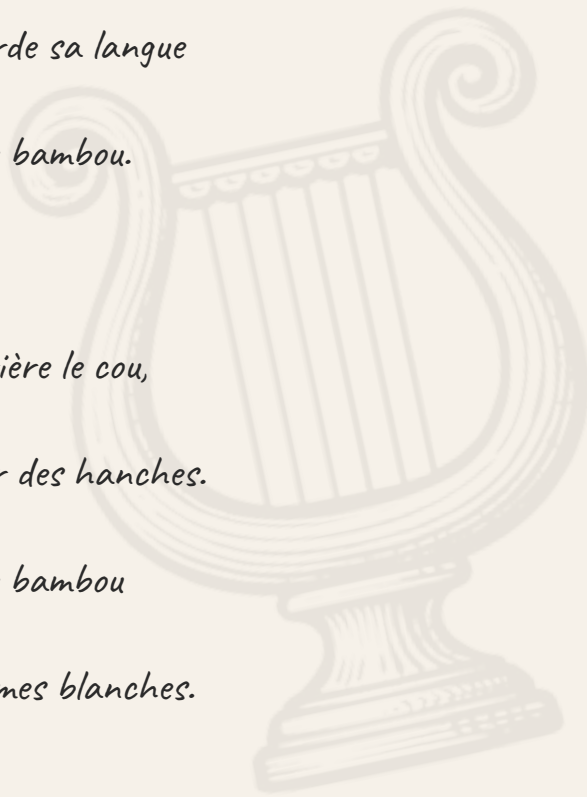 rde sa langue
bambou.
ière le cou,
r des hanches.
bambou
mes blanches.